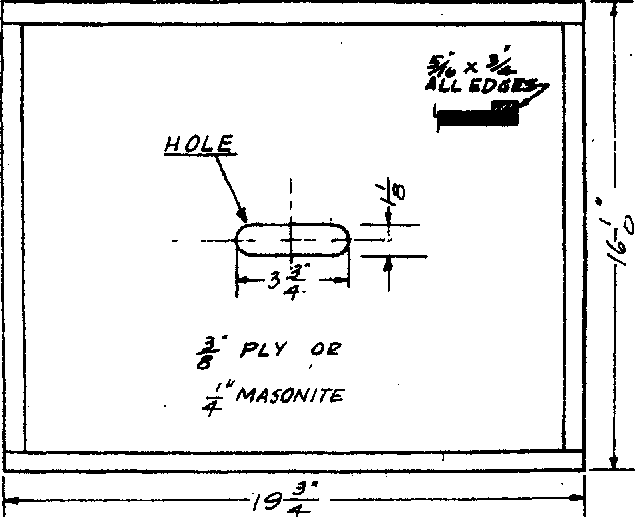 5/16" x 3/4"
ALL EDGES
HOLE
1 1/8
3 3/4"
3/8" PLY OR
1/4" MASONITE
19 3/4"